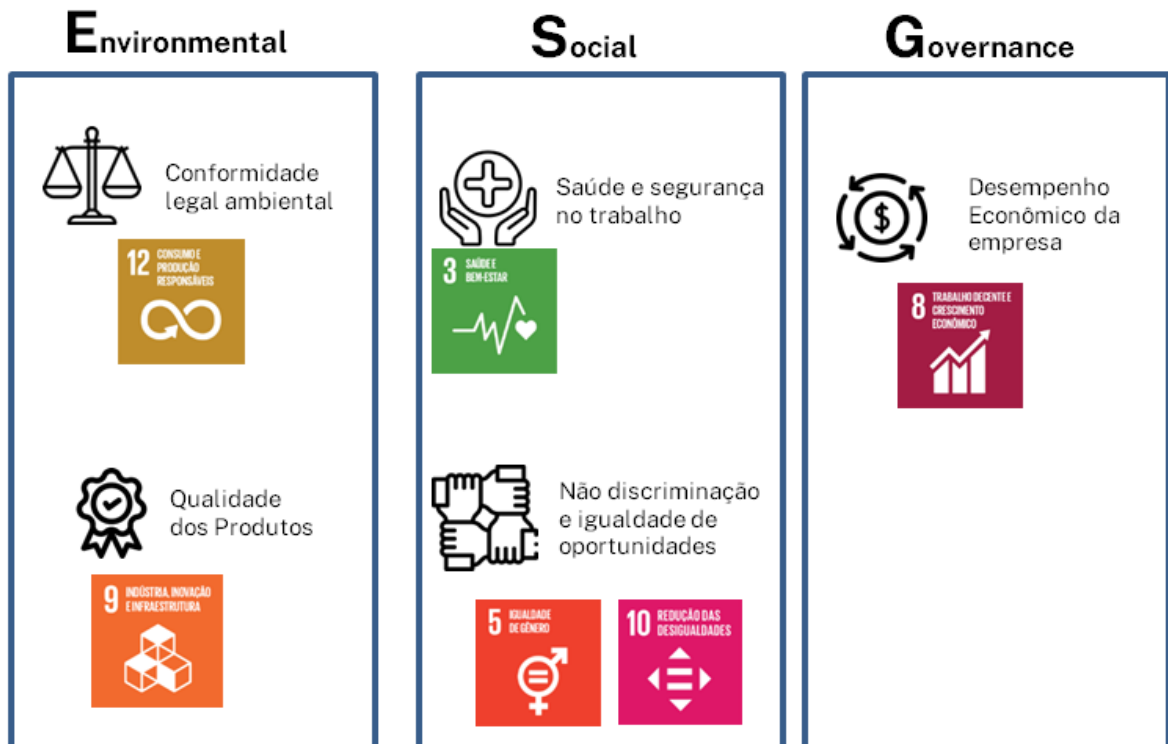 Environmental
Conformidade
legal ambiental
12 CONSUMO E
PRODUÇÃO
RESPONSÁVEIS
Qualidade
dos Produtos
9 INDÚSTRIA, INOVAÇÃO
E INFRAESTRUTURA
Social
Saúde e segurança
no trabalho
3 SAÚDE E
BEM-ESTAR
Não discriminação
e igualdade de
oportunidades
5 IGUALDADE
DE GÊNERO
10 REDUÇÃO DAS
DESIGUALDADES
Governance
$
Desempenho
Econômico da
empresa
8 TRABALHO DECENTE E
CRESCIMENTO
ECONÔMICO